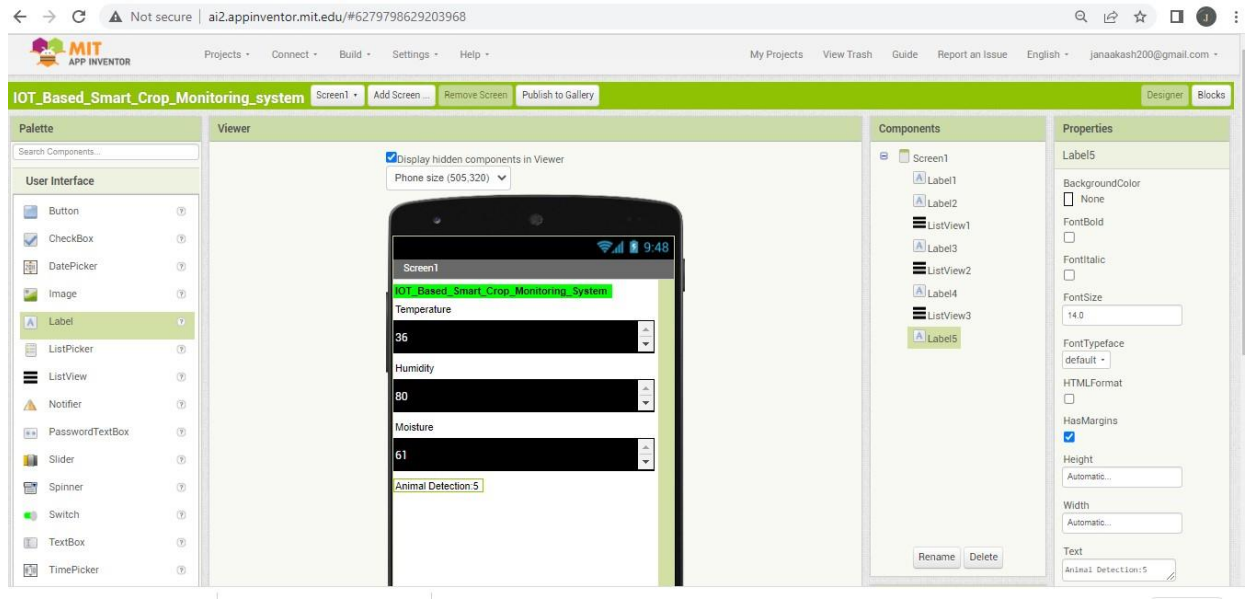 Not secure | ai2.appinventor.mit.edu/#6279798629203968
J
MIT
APP INVENTOR
Projects Connect Build Settings Help My Projects View Trash Guide Report an Issue English janaakash200@gmail.com
IOT_Based_Smart_Crop_Monitoring_system Screen1 Add Screen ... Remove Screen Publish to Gallery Designer Blocks
Palette
Search Components...
User Interface
Button
CheckBox
DatePicker
Image
Label
ListPicker
ListView
Notifier
PasswordTextBox
Slider
Spinner
Switch
TextBox
TimePicker
Viewer
Display hidden components in Viewer
Phone size (505,320)
9:48
Screen1
IOT_Based_Smart_Crop_Monitoring_System
Temperature
36
Humidity
80
Moisture
61
Animal Detection:5
Components
Screen1
Label1
Label2
ListView1
Label3
ListView2
Label4
ListView3
Label5
Rename Delete
Properties
Label5
BackgroundColor
None
FontBold
FontItalic
FontSize
14.0
FontTypeface
default
HTMLFormat
HasMargins
Height
Automatic...
Width
Automatic...
Text
Animal Detection:5